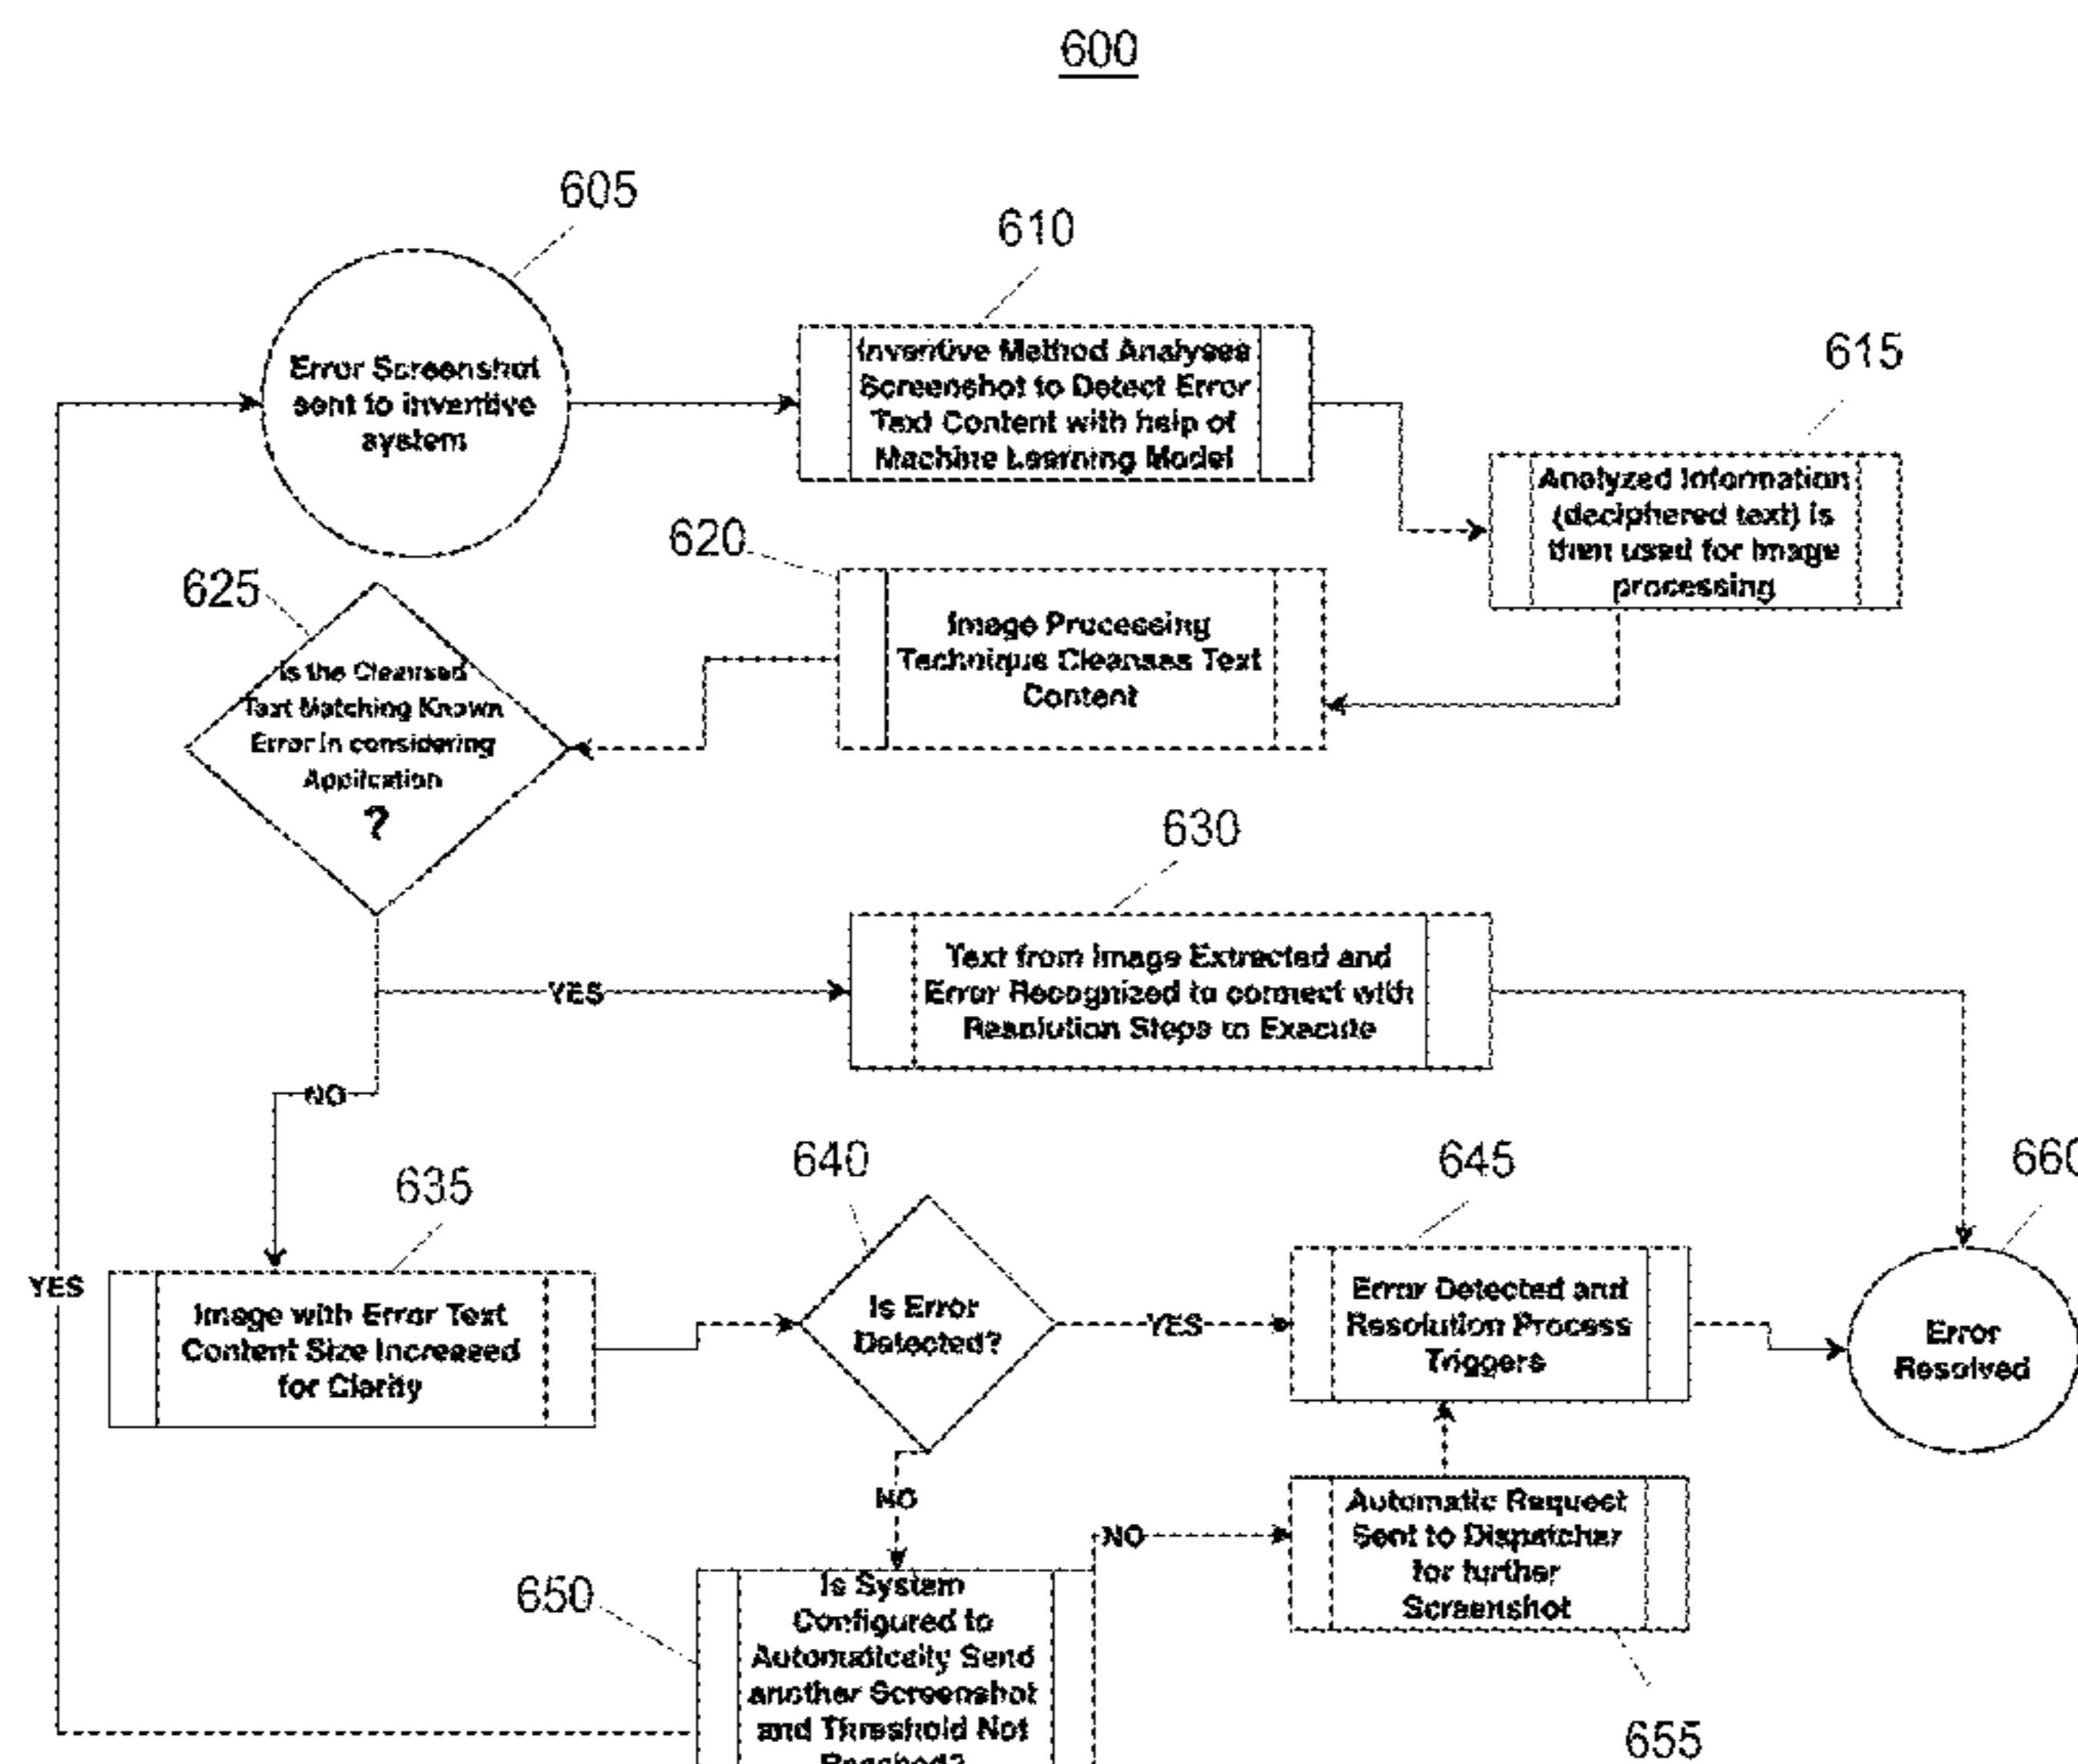 600
605
Error Screenshot
sent to inventive
system
610
Inventive Method Analyses
Screenshot to Detect Error
Text Content with help of
Machine Learning Model
615
Analyzed Information
(deciphered text) is
then used for image
processing
620
Image Processing
Technique Cleanses Text
Content
625
Is the Cleansed
Text Matching Known
Error in considering
Application
?
630
YES
Text from Image Extracted and
Error Recognized to connect with
Resolution Steps to Execute
NO
635
Image with Error Text
Content Size Increased
for Clarity
640
Is Error
Detected?
YES
645
Error Detected and
Resolution Process
Triggers
660
Error
Resolved
YES
NO
650
Is System
Configured to
Automatically Send
another Screenshot
and Threshold Not
Reached?
NO
Automatic Request
Sent to Dispatcher
for further
Screenshot
655